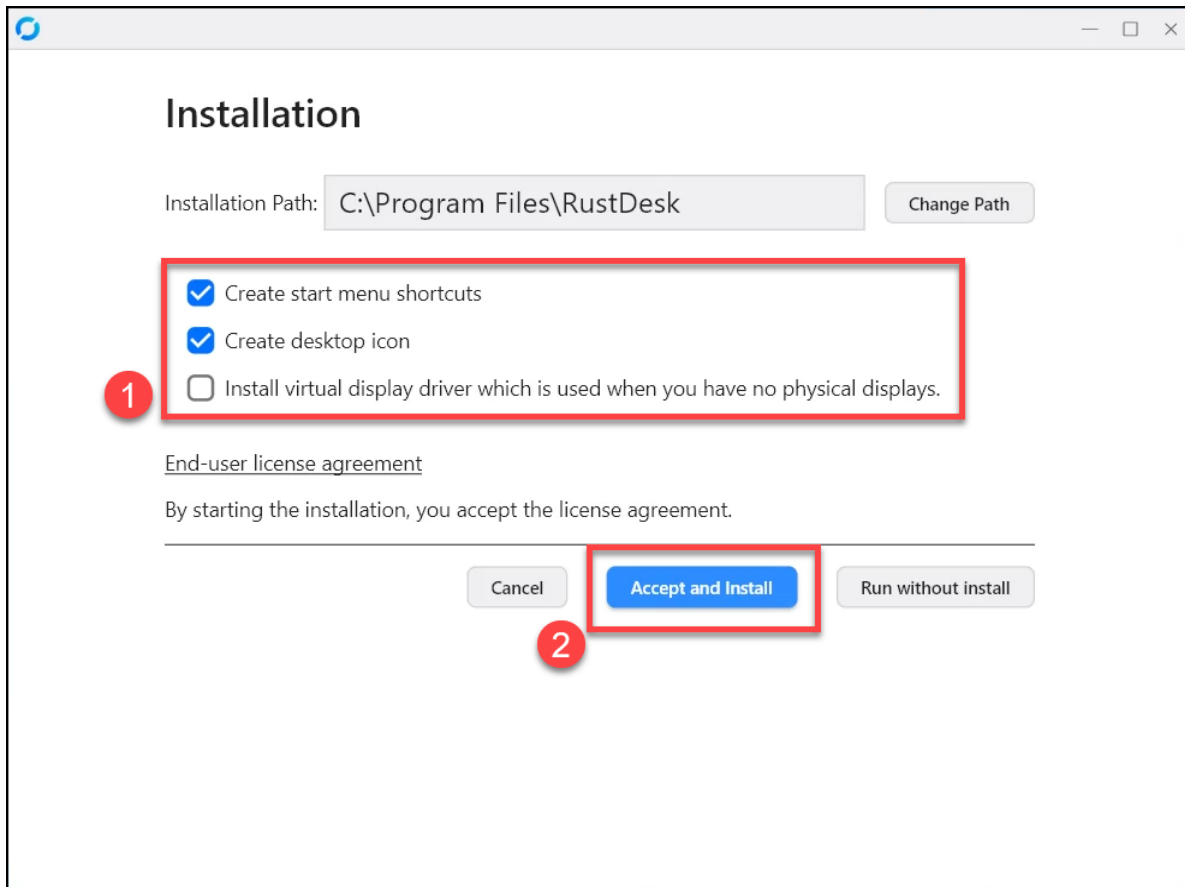 Installation
Installation Path: C:\Program Files\RustDesk Change Path
Create start menu shortcuts
Create desktop icon
1 Install virtual display driver which is used when you have no physical displays.
End-user license agreement
By starting the installation, you accept the license agreement.
Cancel Accept and Install Run without install
2